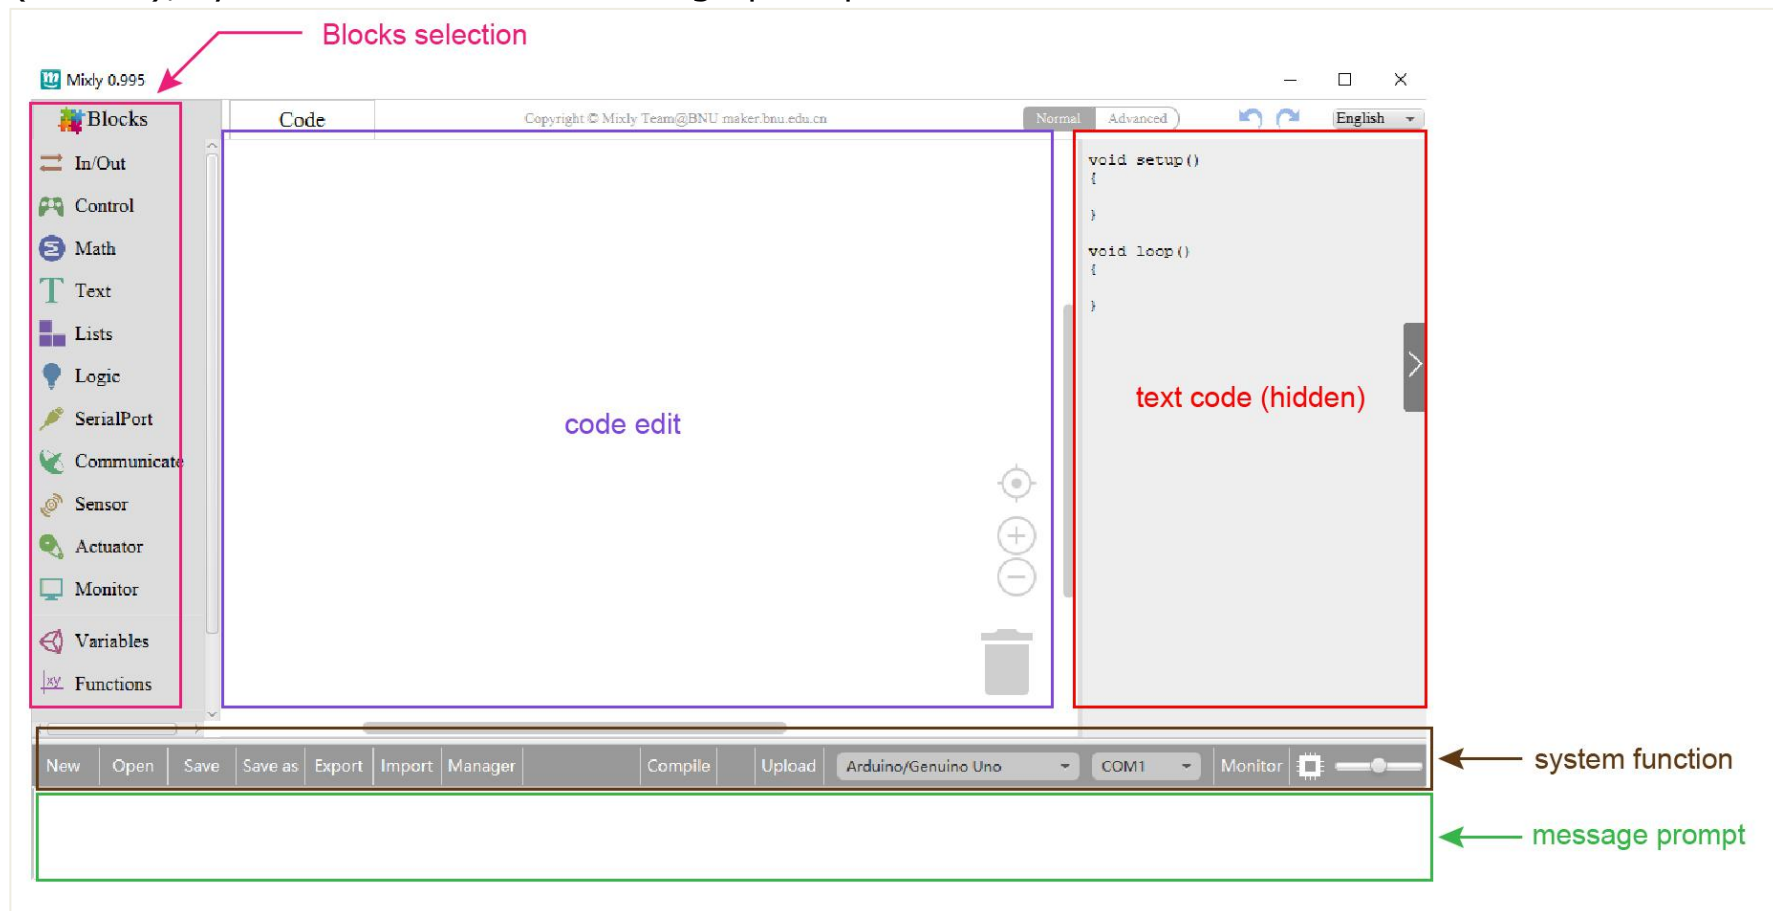 Blocks selection
Mixly 0.995
Blocks
Code
Copyright © Mixly Team@BNU maker.bnu.edu.cn
Normal
Advanced
English
In/Out
Control
Math
Text
Lists
Logic
SerialPort
Communicate
Sensor
Actuator
Monitor
Variables
Functions
code edit
void setup()
{
}
void loop()
{
}
text code (hidden)
New Open Save Save as Export Import Manager Compile Upload Arduino/Genuino Uno COM1 Monitor
system function
message prompt